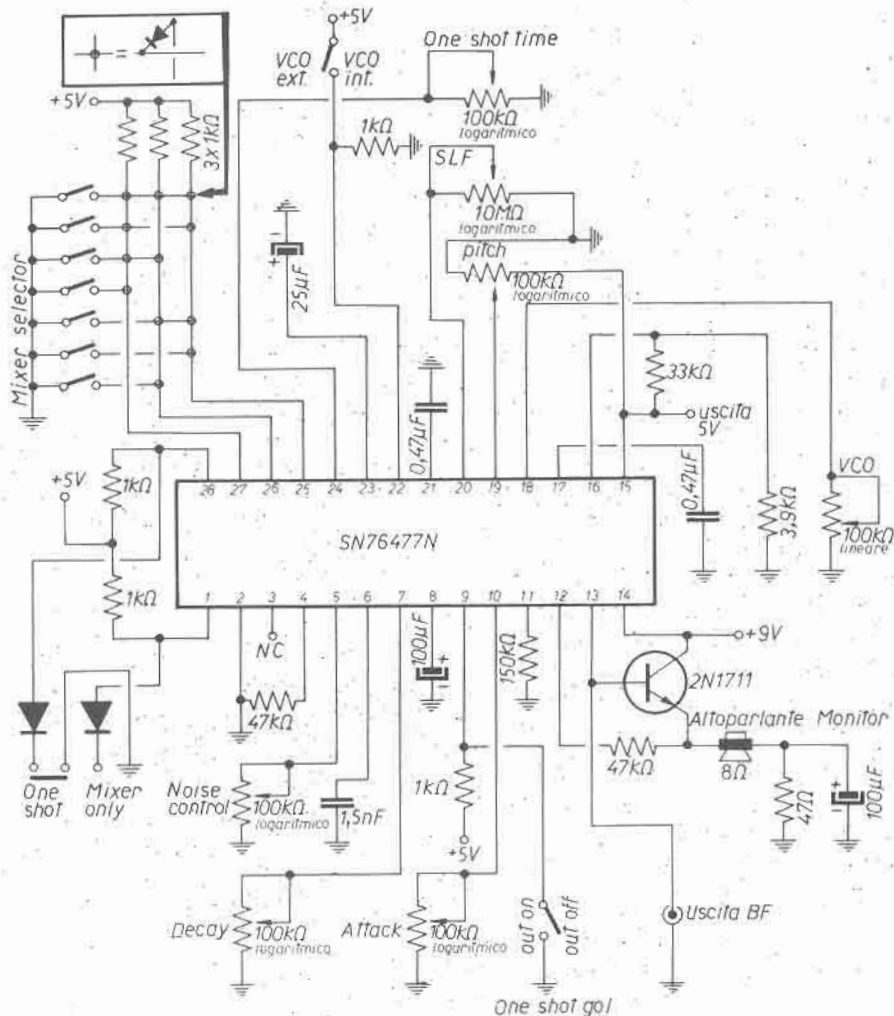 +5V
VCO ext.
VCO int.
One shot time
100kΩ
logaritmico
+5V
3x1kΩ
1kΩ
SLF
10MΩ
logaritmico
pitch
100kΩ
logaritmico
Mixer selector
25µF
+
-
0,47µF
33kΩ
uscita 5V
0,47µF
3,9kΩ
VCO
100kΩ
lineare
+5V
1kΩ
1kΩ
28 27 26 25 24 23 22 21 20 19 18 17 16 15
SN76477N
1 2 3 4 5 6 7 8 9 10 11 12 13 14
NC
47kΩ
100µF
+
-
150kΩ
+9V
2N1711
Altoparlante Monitor
8Ω
47kΩ
47Ω
+
-
100µF
One shot
Mixer only
Noise control
100kΩ
logaritmico
1,5nF
1kΩ
+5V
Decay
100kΩ
logaritmico
Attack
100kΩ
logaritmico
out on
out off
Uscita BF
One shot go!